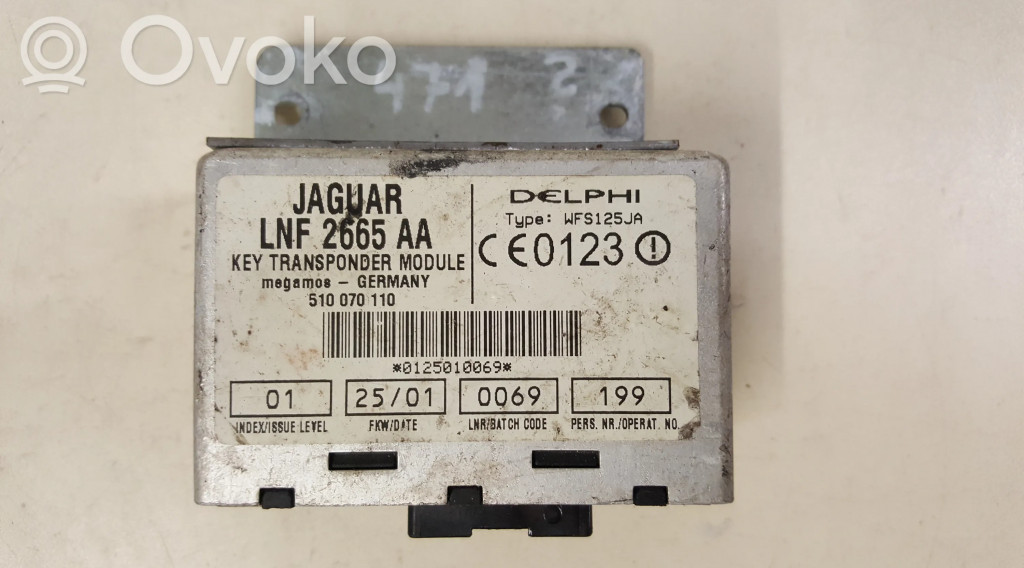 Ovoko
471 2
JAGUAR
LNF 2665 AA
KEY TRANSPONDER MODULE
megamos - GERMANY
510 070 110
DELPHI
Type: WFS125JA
CE0123
*0125010069*
01
25/01
0069
199
INDEX/ISSUE LEVEL
FKW/DATE
LNR/BATCH CODE
PERS. NR./OPERAT. NO.